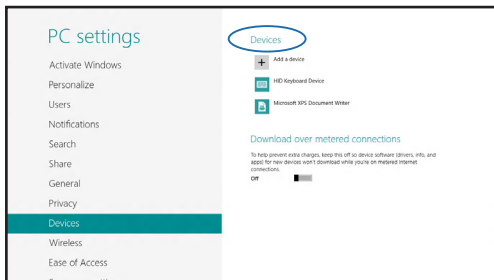 PC settings
Activate Windows
Personalize
Users
Notifications
Search
Share
General
Privacy
Devices
Wireless
Ease of Access
Devices
Add a device
HID Keyboard Device
Microsoft XPS Document Writer
Download over metered connections
To help prevent extra charges, keep this off so device software (drivers, info, and
apps) for new devices won't download while you're on metered Internet
connections.
Off